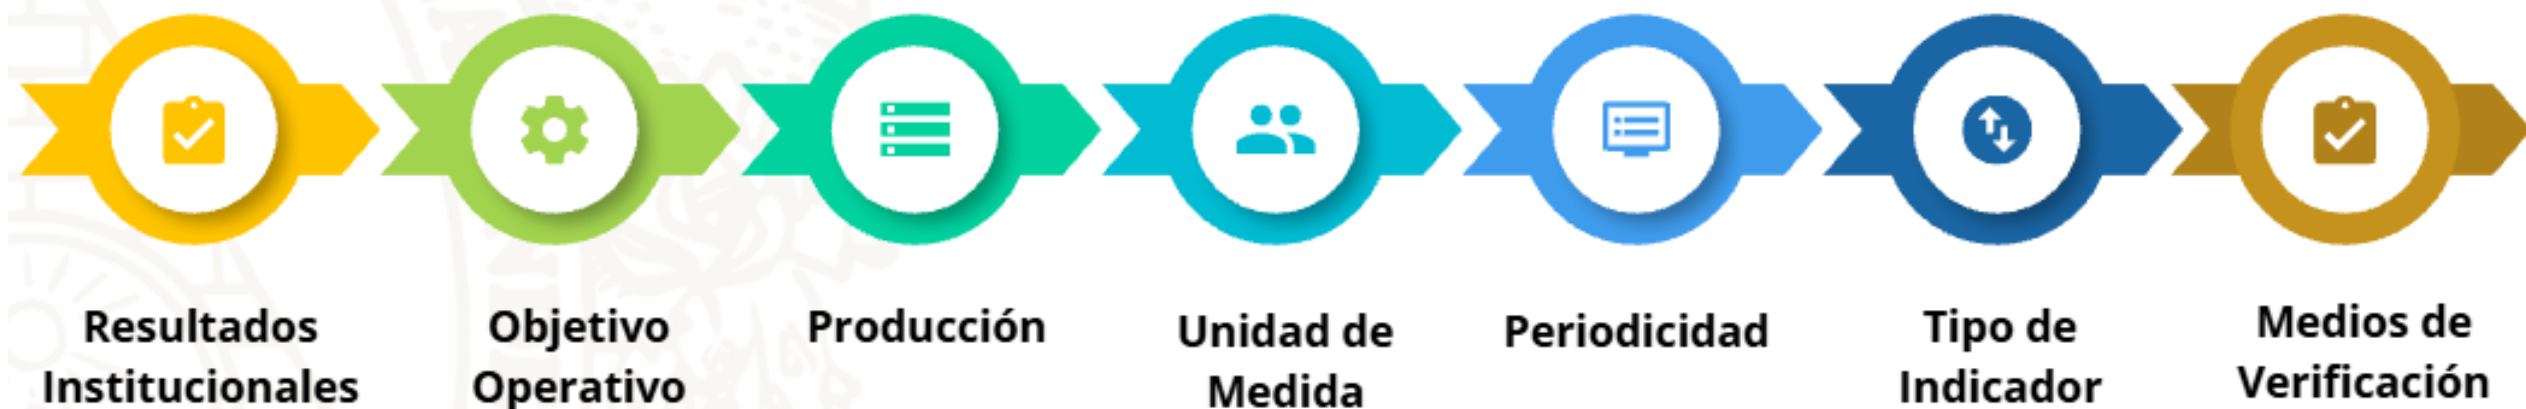 Resultados
Institucionales
Objetivo
Operativo
Producción
Unidad de
Medida
Periodicidad
Tipo de
Indicador
Medios de
Verificación